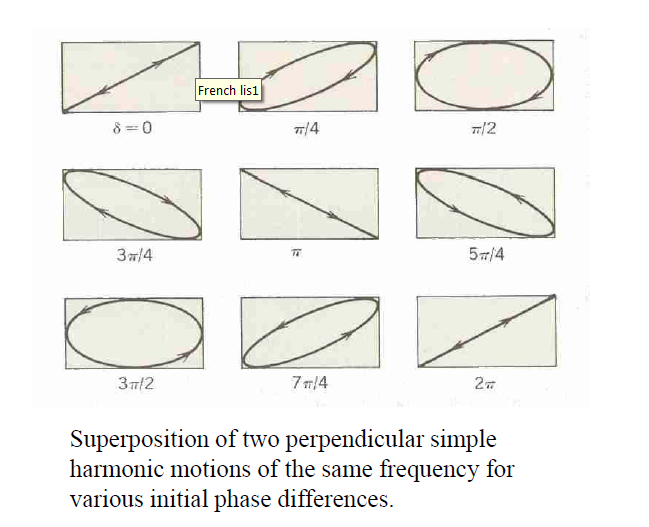 French lis1
δ = 0
π/4
π/2
3π/4
π
5π/4
3π/2
7π/4
2π
Superposition of two perpendicular simple
harmonic motions of the same frequency for
various initial phase differences.